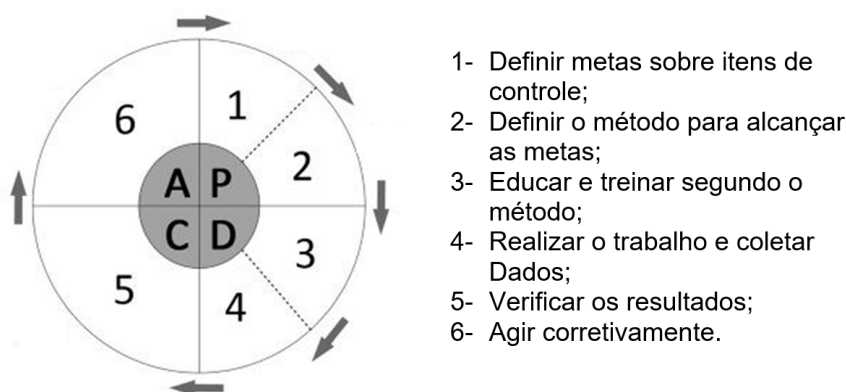 6
1
2
A P
C D
3
5
4
1- Definir metas sobre itens de
controle;
2- Definir o método para alcançar
as metas;
3- Educar e treinar segundo o
método;
4- Realizar o trabalho e coletar
Dados;
5- Verificar os resultados;
6- Agir corretivamente.